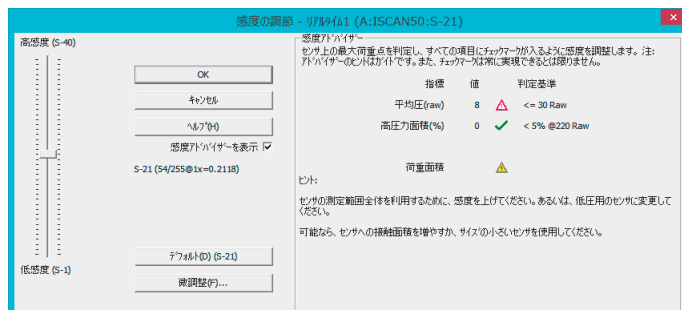 感度の調節 - ﾘｱﾙﾀｲﾑ1 (A:ISCAN50:S-21)
高感度 (S-40)
OK
ｷｬﾝｾﾙ
ﾍﾙﾌﾟ(H)
感度ｱﾄﾞﾊﾞｲｻﾞｰを表示
S-21 (54/255@1x=0.2118)
ﾃﾞﾌｫﾙﾄ(D) (S-21)
微調整(F)...
低感度 (S-1)
感度ｱﾄﾞﾊﾞｲｻﾞｰ
ｾﾝｻ上の最大荷重点を判定し、すべての項目にﾁｪｯｸﾏｰｸが入るように感度を調整します。注:
ｱﾄﾞﾊﾞｲｻﾞｰのﾋﾝﾄはｶﾞｲﾄﾞです。また、ﾁｪｯｸﾏｰｸは常に実現できるとは限りません。
指標 値 判定基準
平均圧(raw) 8 <= 30 Raw
高圧力面積(%) 0 < 5% @220 Raw
荷重面積
ﾋﾝﾄ:
ｾﾝｻの測定範囲全体を利用するために、感度を上げてください。あるいは、低圧用のｾﾝｻに変更して
ください。
可能なら、ｾﾝｻへの接触面積を増やすか、ｻｲｽﾞの小さいｾﾝｻを使用してください。